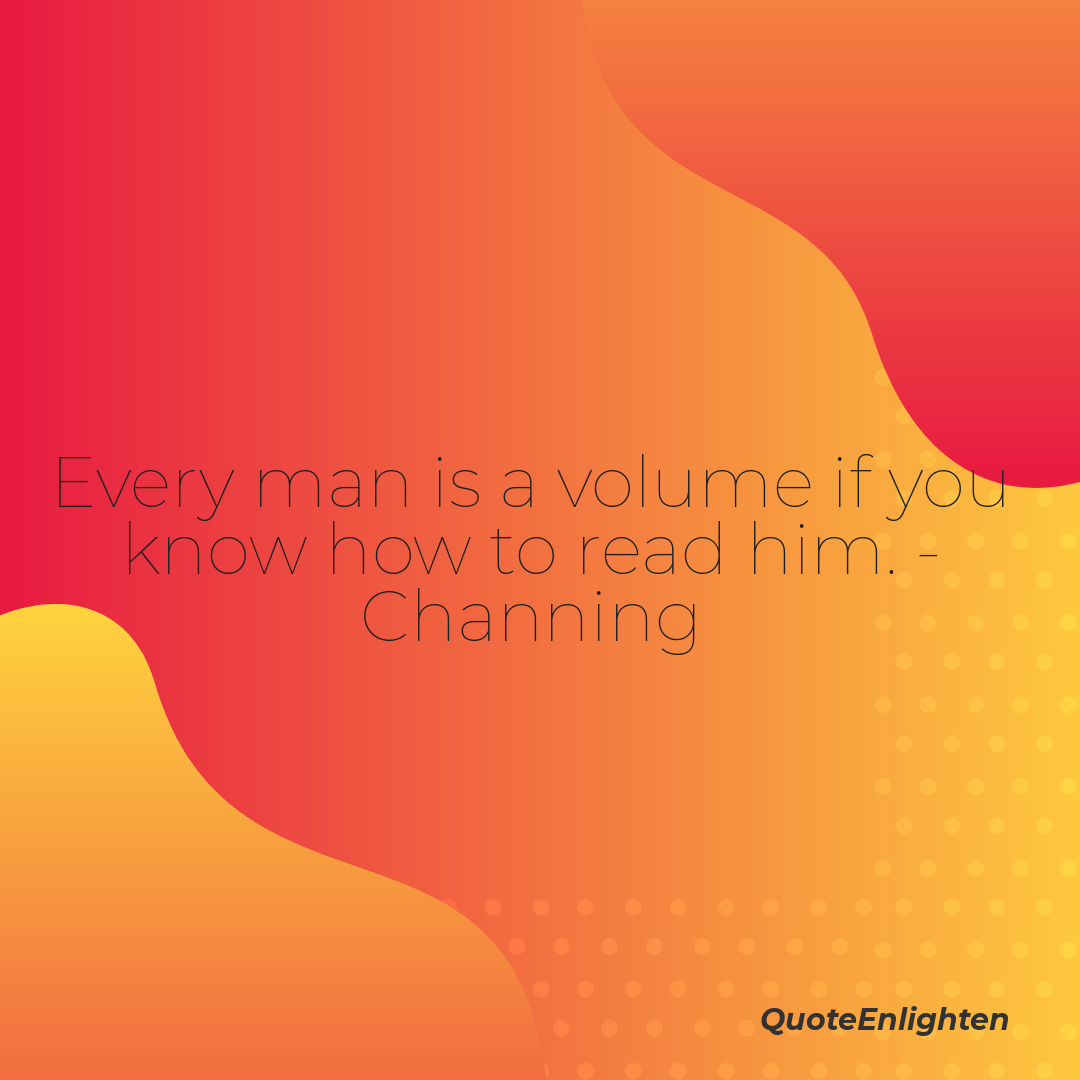 Every man is a volume if you
know how to read him. -
Channing
QuoteEnlighten